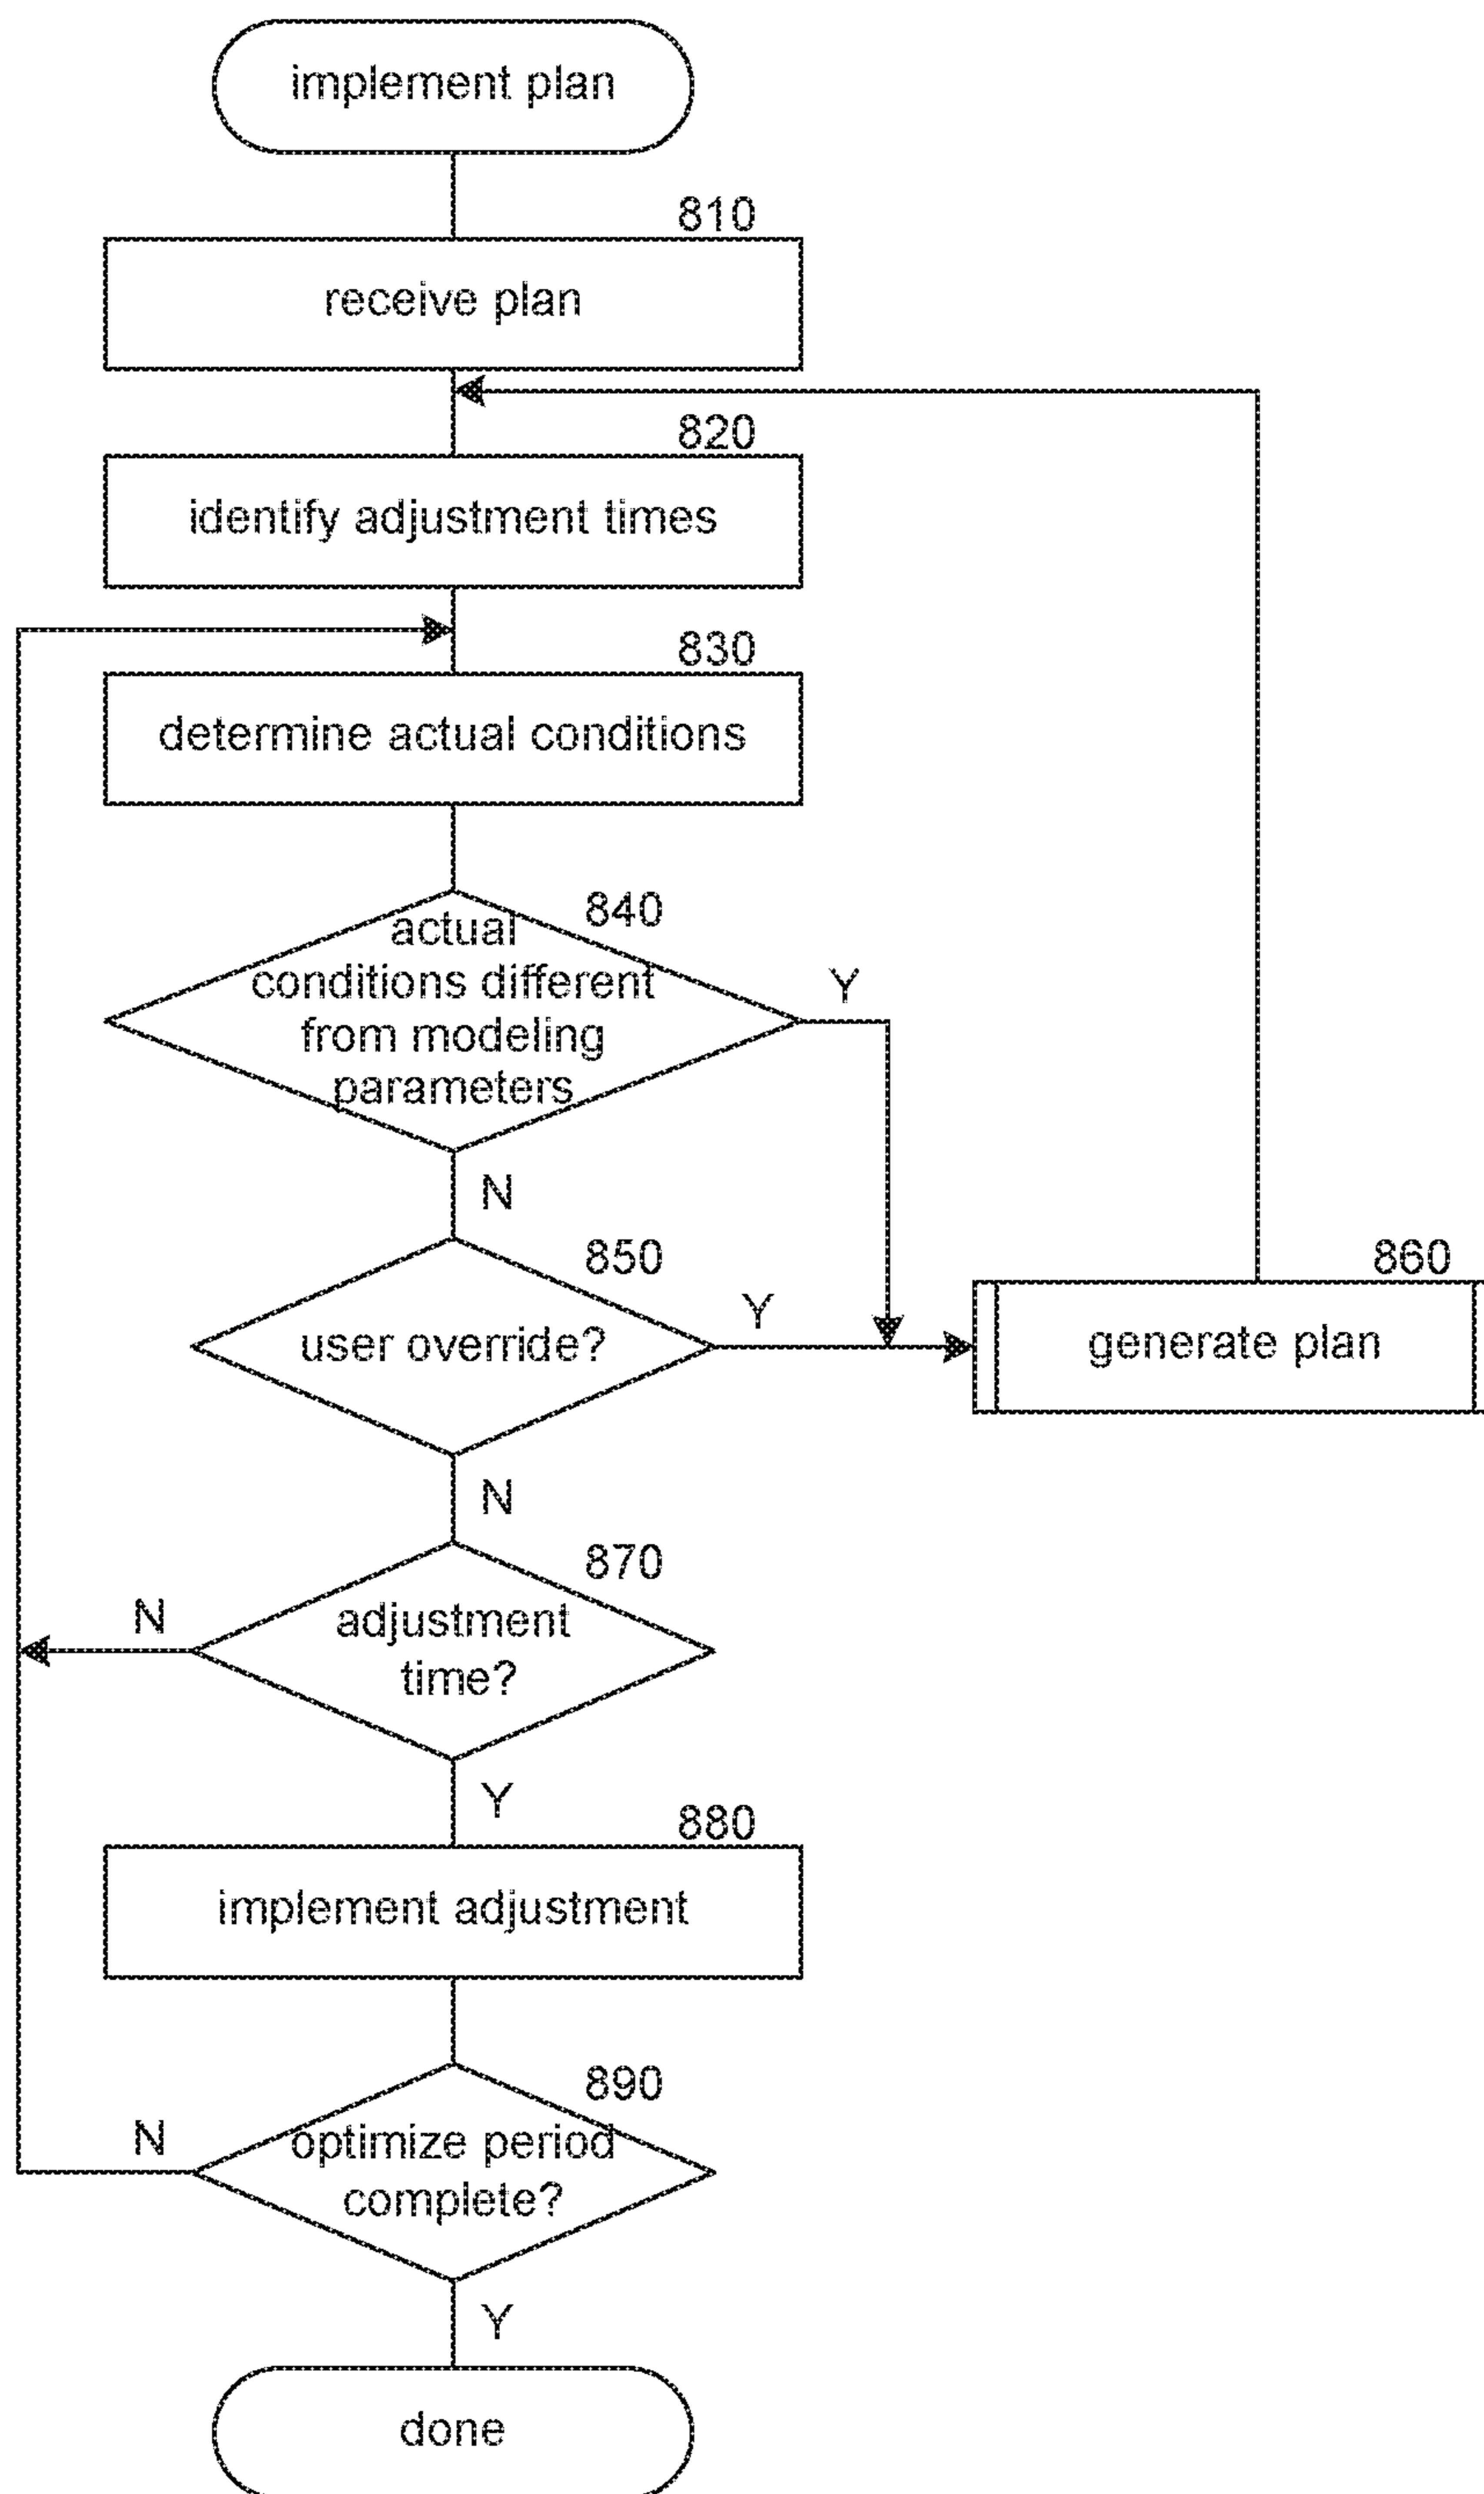 implement plan
810
receive plan
820
identify adjustment times
830
determine actual conditions
840
actual
conditions different
from modeling
parameters
Y
N
850
user override?
Y
860
generate plan
N
870
adjustment
time?
N
Y
880
implement adjustment
890
optimize period
complete?
N
Y
done